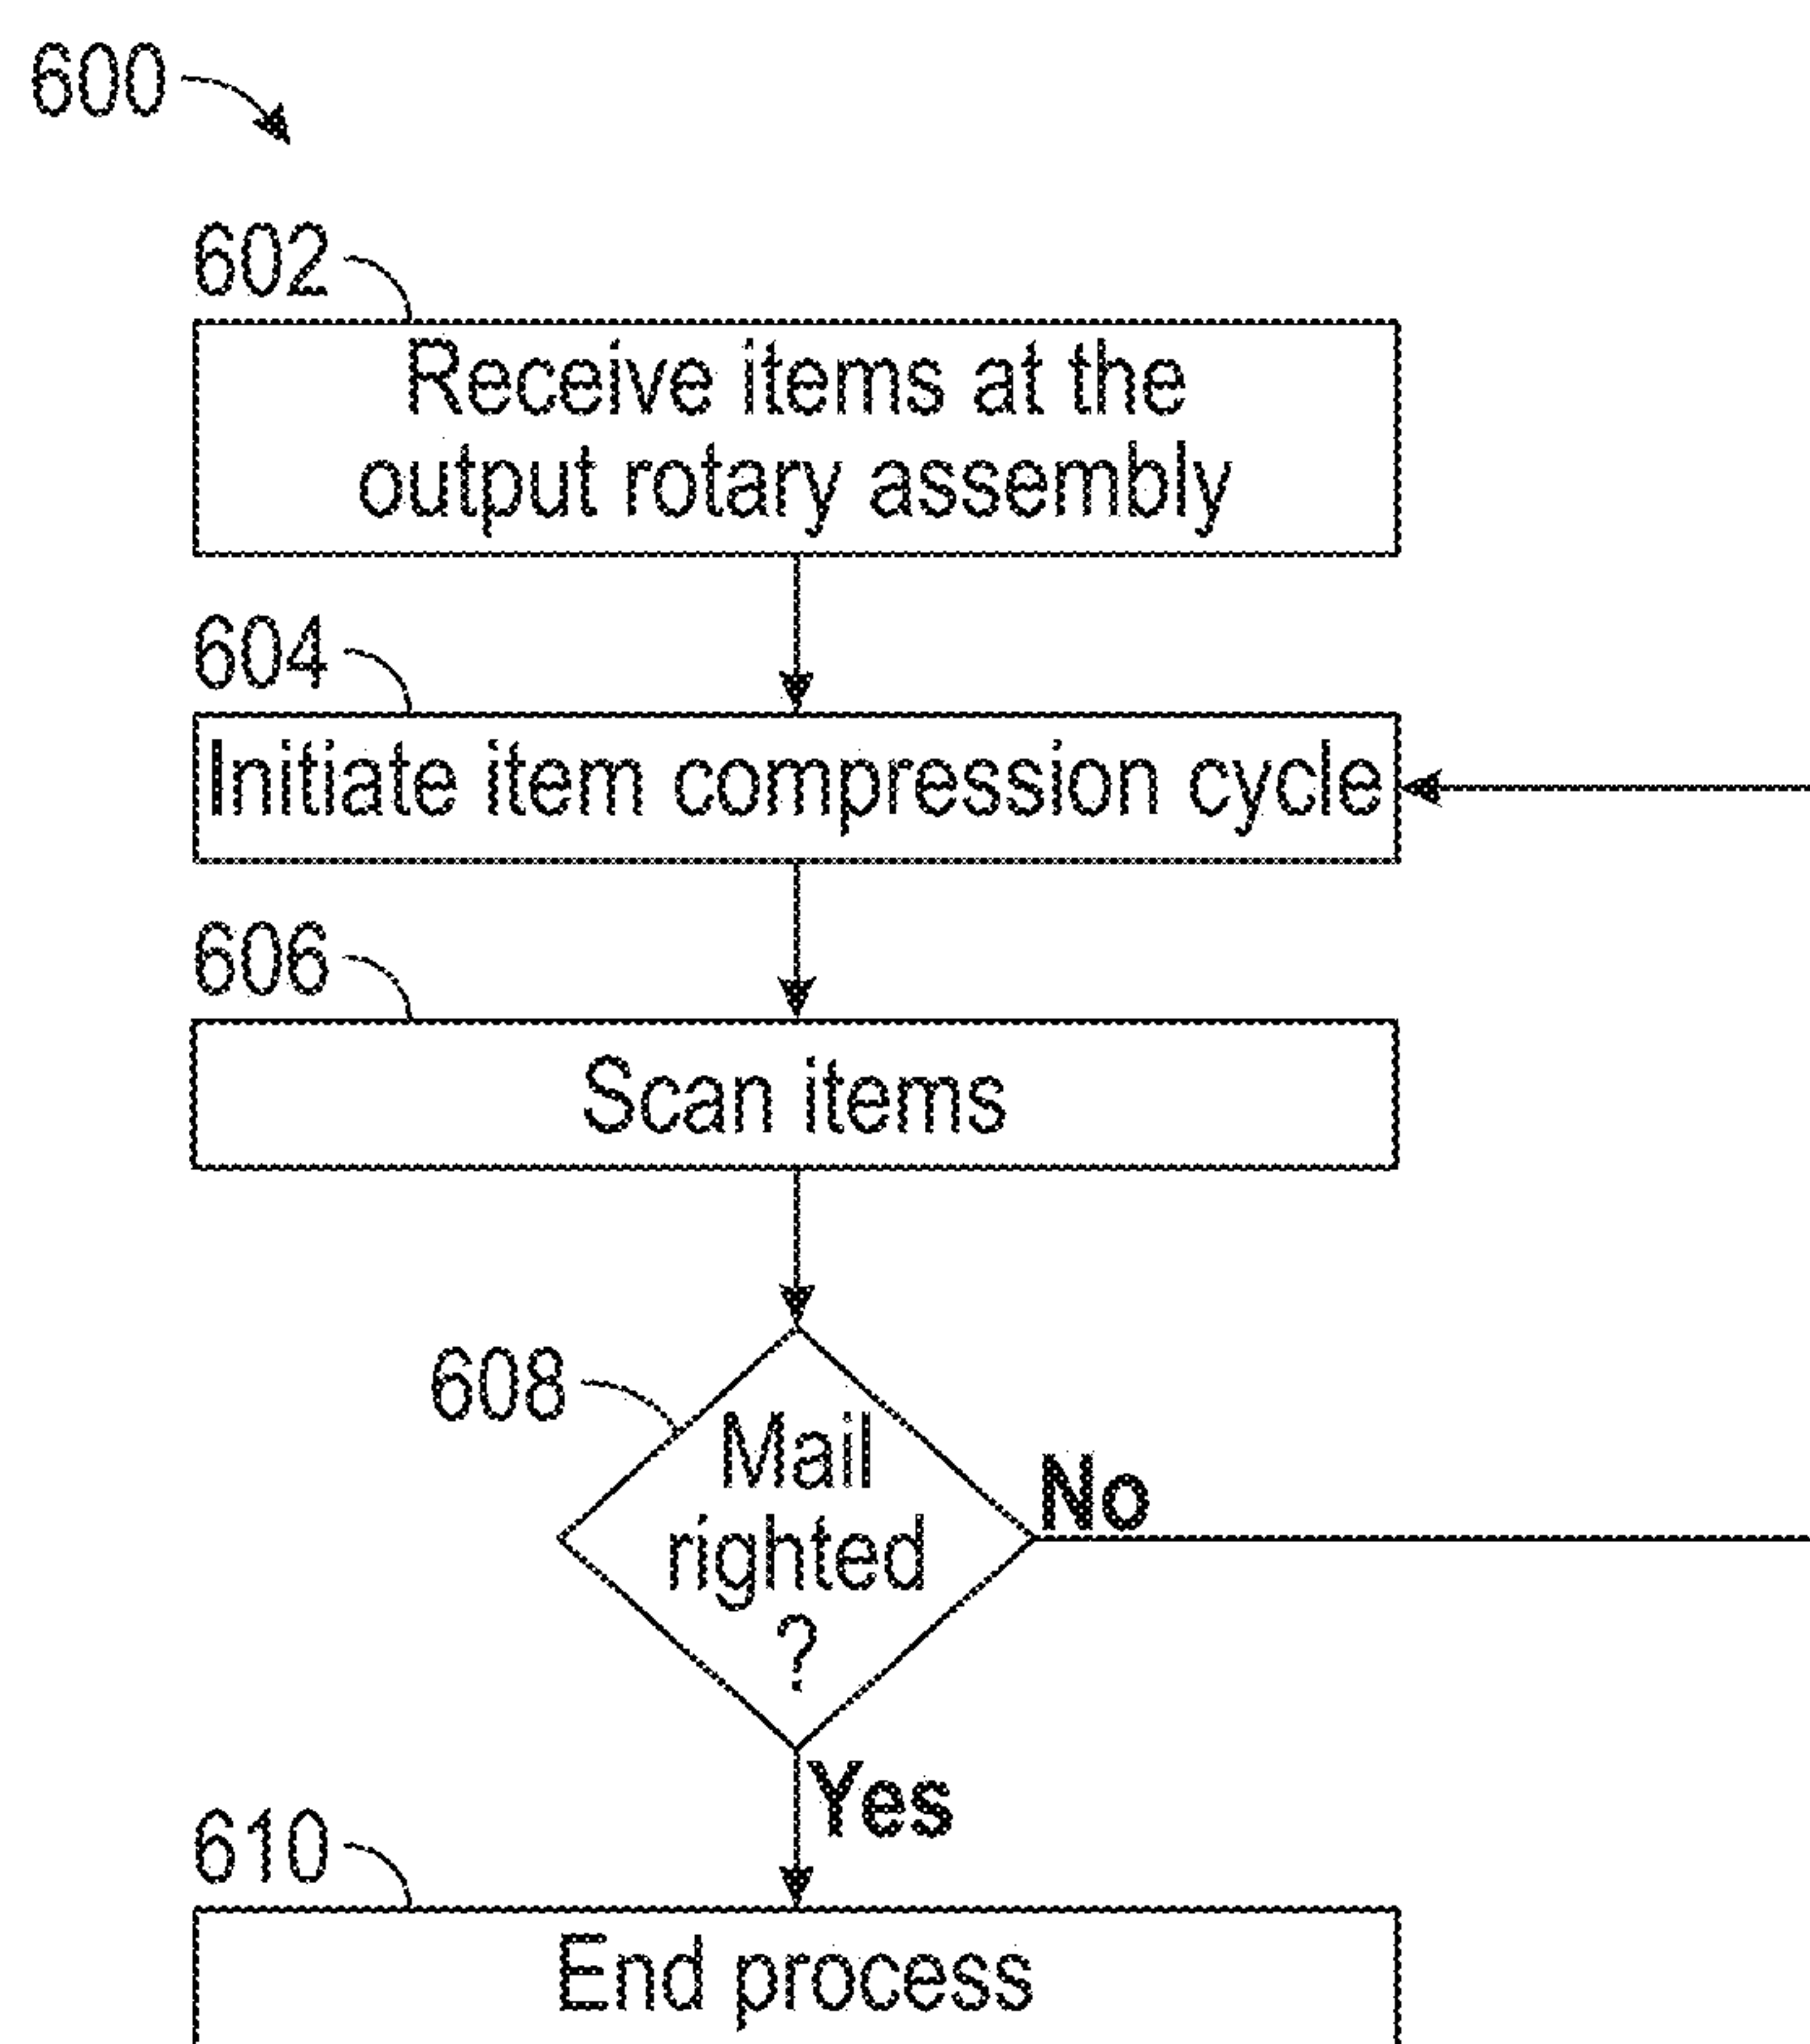 600
602
Receive items at the
output rotary assembly
604
Initiate item compression cycle
606
Scan items
608
Mail
righted
?
No
Yes
610
End process